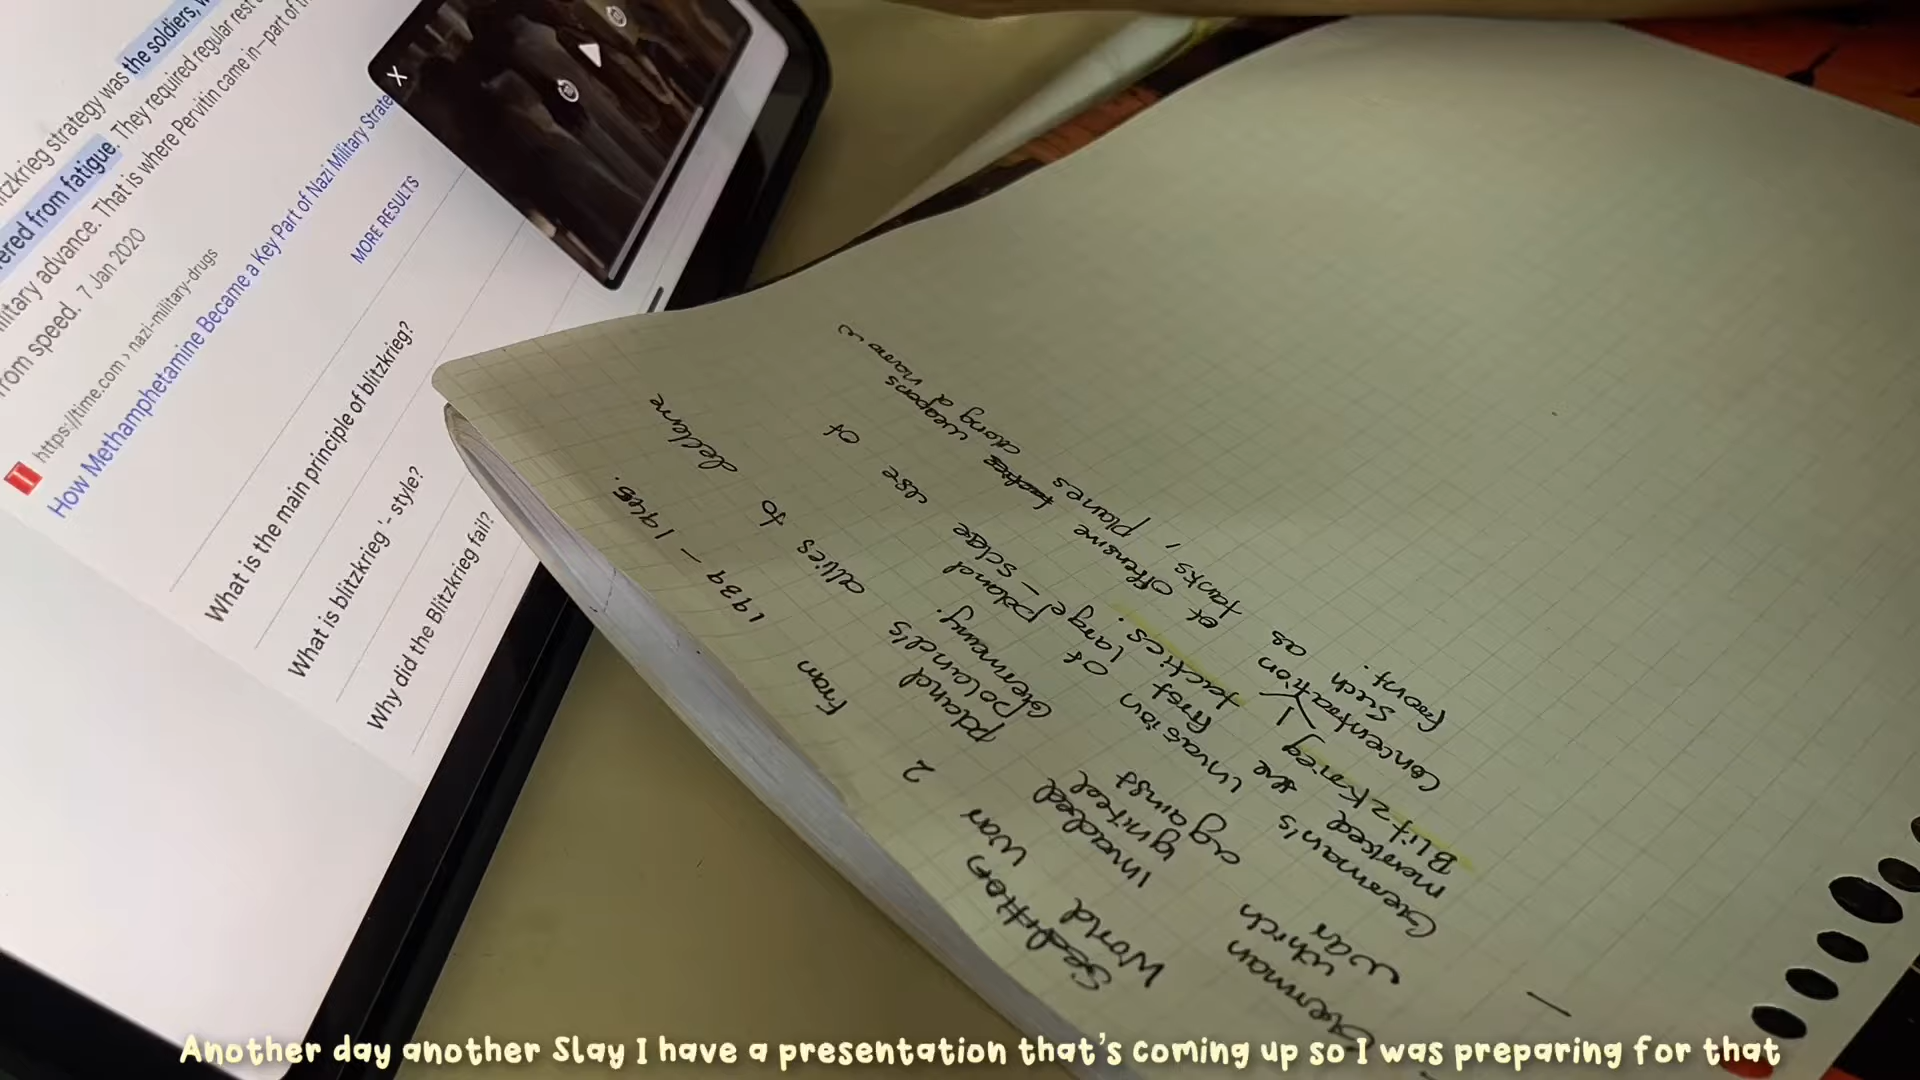 itzkrieg strategy was the soldiers, w
ered from fatigue. They required regular rest
ilitary advance. That is where Pervitin came in—part of
rom speed. 7 Jan 2020
https://time.com › nazi-military-drugs
How Methamphetamine Became a Key Part of Nazi Military Strate
MORE RESULTS
What is the main principle of blitzkrieg?
What is blitzkrieg '- style?
Why did the Blitzkrieg fail?
World War 2 from 1939 - 1945.
German invaded poland
which ignited Poland's allies to declare
war against Germany.
German's invasion of poland
marked the first large-sclae use of
Blitzkrieg tactics.
Concentration of offensive weapons
Such as tanks, planes along a narrow
front.
Another day another Slay I have a presentation that's coming up so I was preparing for that